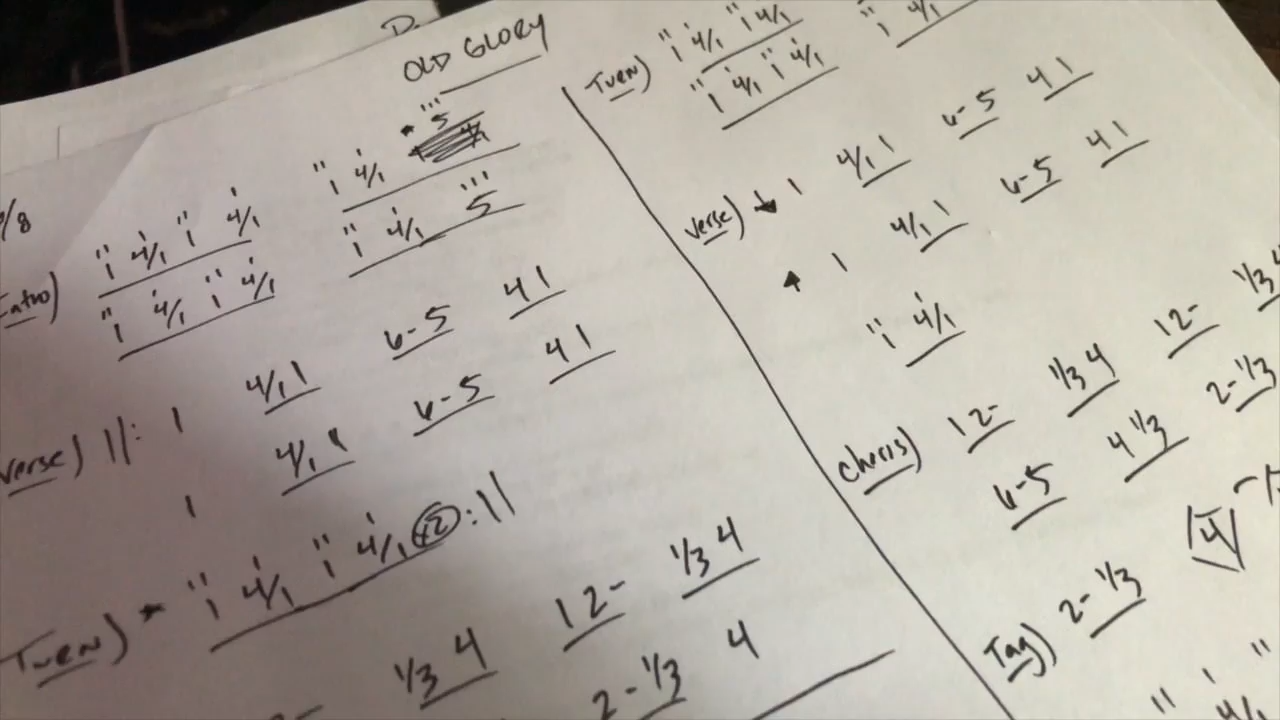 OLD GLORY
D
/8
Intro) 1 4/1 1 4/1 1 4/1 5
1 4/1 1 4/1 1 4/1 5
Verse) ||: 1 4/1 1 6-5 4 1
1 4/1 1 6-5 4 1
Turn) 1 4/1 1 4/1 x2 :||
1/3 4 1 2- 1/3 4
2-1/3 4
Turn) 1 4/1 1 4/1 1 4/1
1 4/1 1 4/1
Verse) 1 4/1 1 6-5 4 1
1 4/1 1 6-5 4 1
1 4/1
Chorus) 1 2- 1/3 4 1 2- 1/3 4
6-5 4 1/3 2-1/3
4
Tag) 2-1/3
4/1